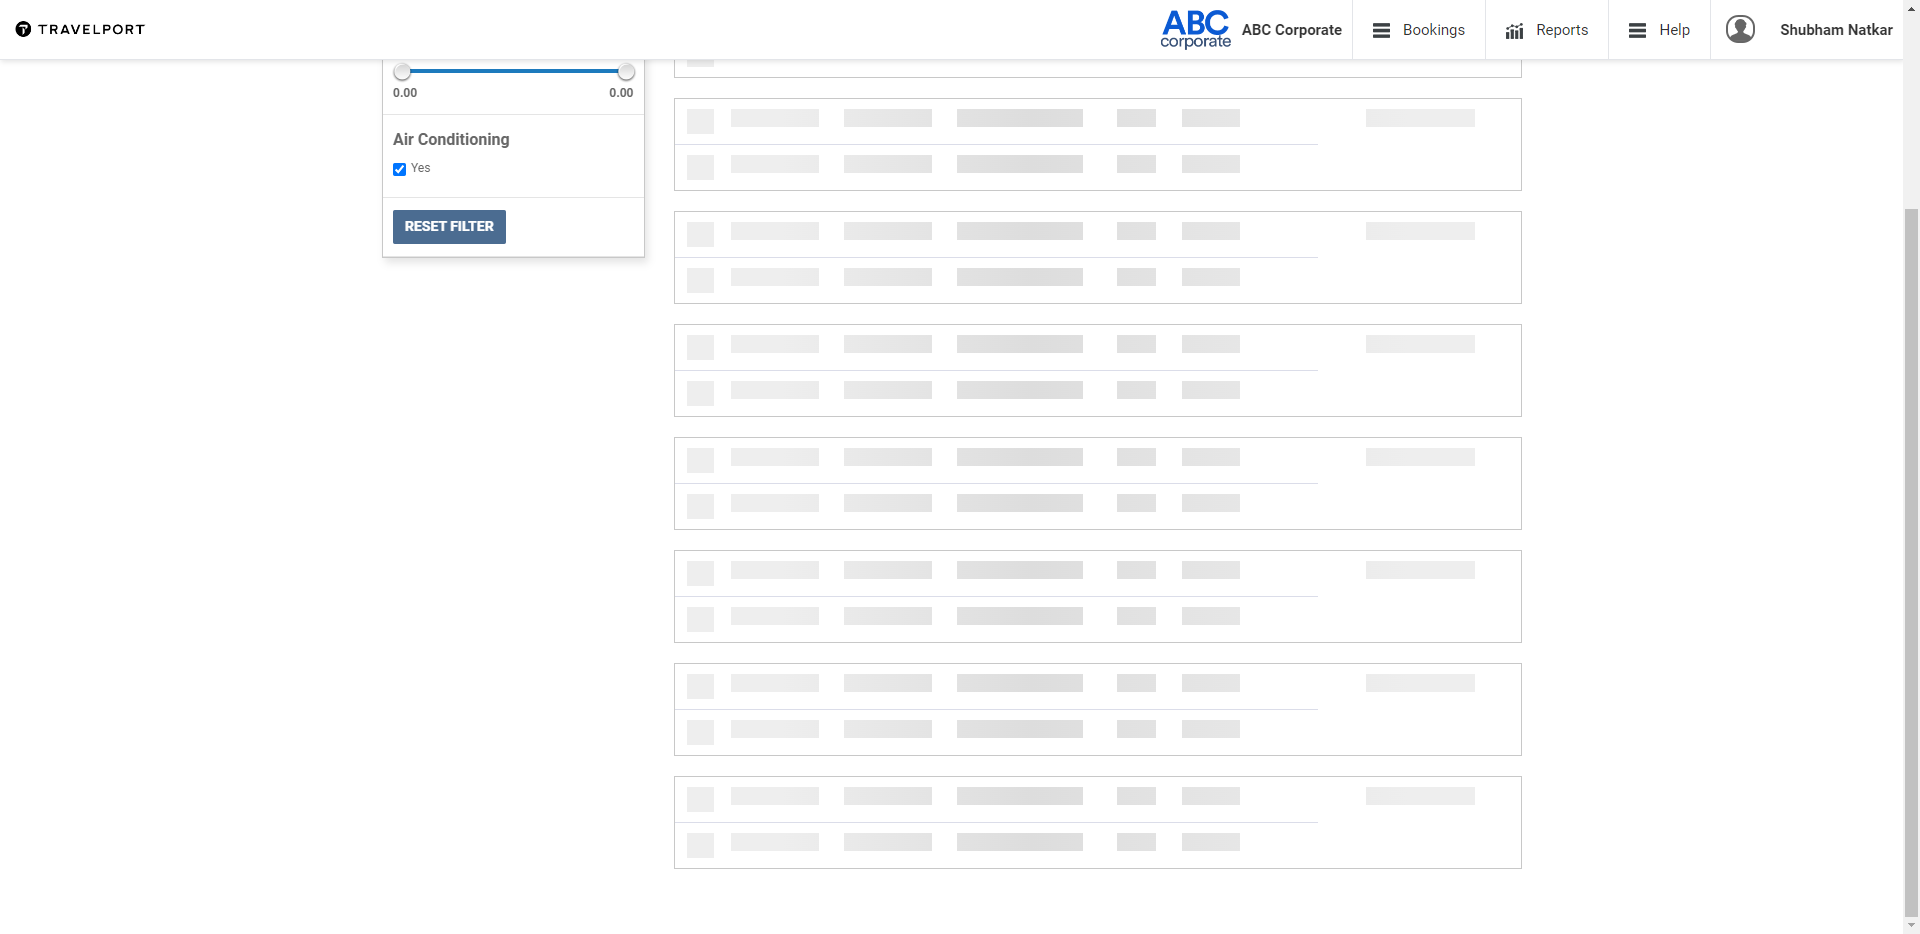 TRAVELPORT
ABC
corporate
ABC Corporate
Bookings
Reports
Help
Shubham Natkar
0.00 0.00
Air Conditioning
Yes
RESET FILTER